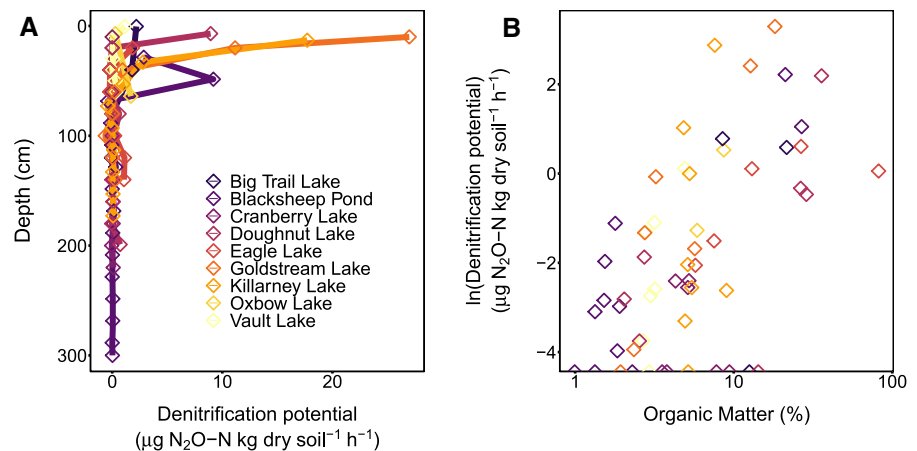 A
0
100
200
300
Depth (cm)
Big Trail Lake
Blacksheep Pond
Cranberry Lake
Doughnut Lake
Eagle Lake
Goldstream Lake
Killarney Lake
Oxbow Lake
Vault Lake
0 10 20
Denitrification potential
(μg N₂O−N kg dry soil⁻¹ h⁻¹)
B
2
0
−2
−4
ln(Denitrification potential)
(μg N₂O−N kg dry soil⁻¹ h⁻¹)
1 10 100
Organic Matter (%)